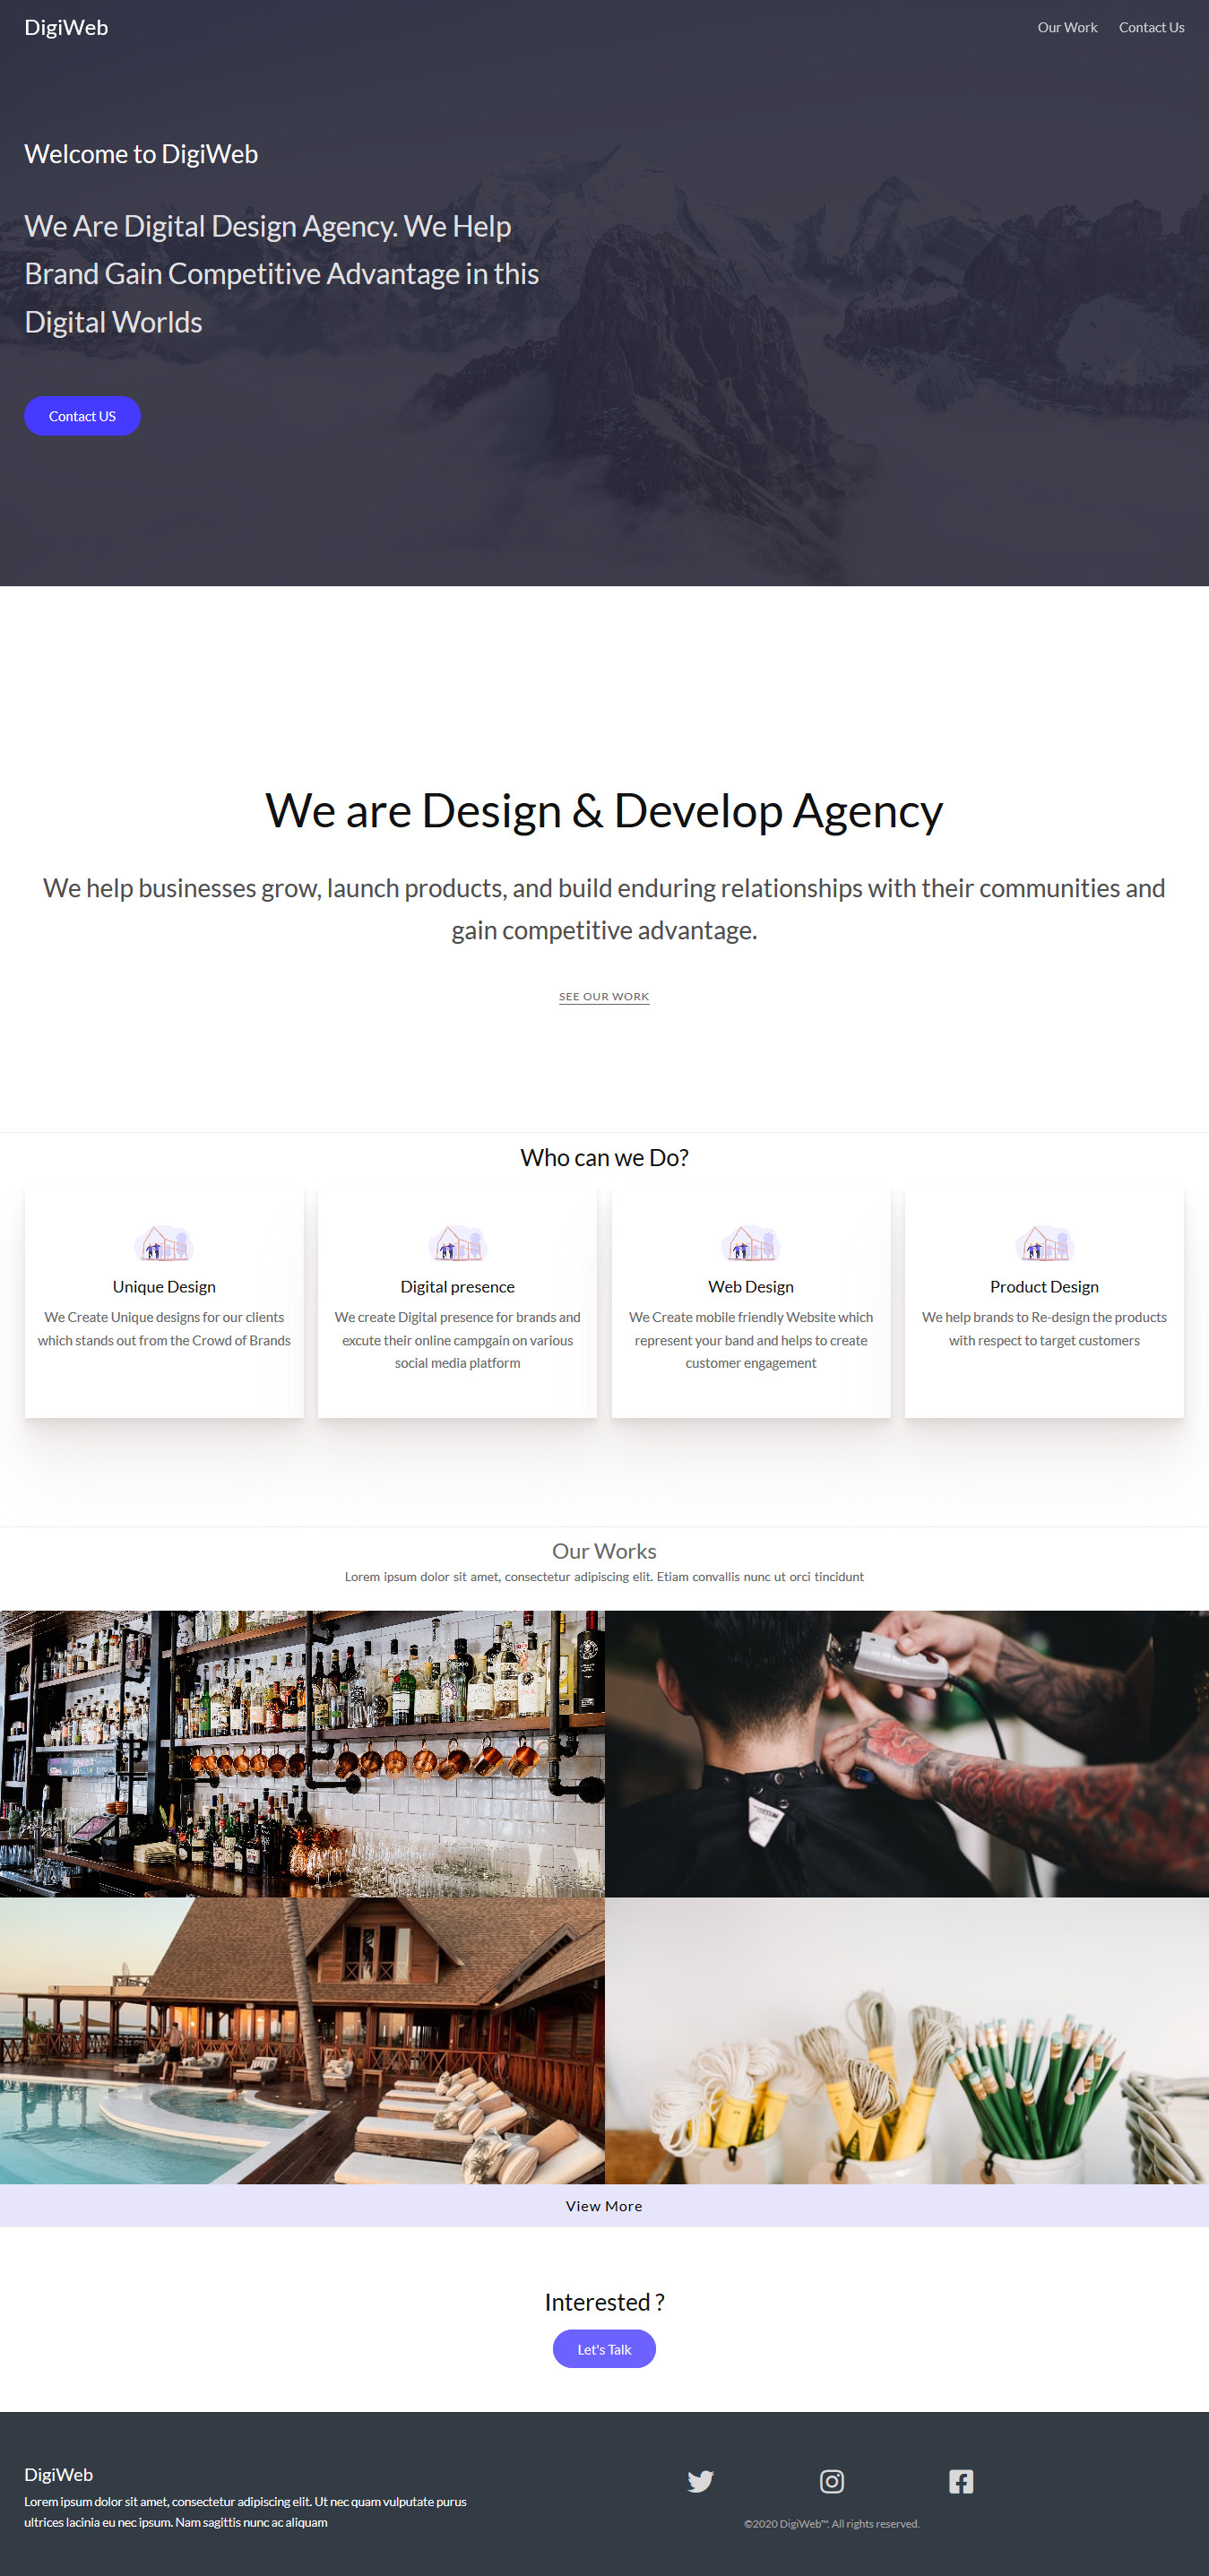 DigiWeb
Our Work
Contact Us
Welcome to DigiWeb
We Are Digital Design Agency. We Help
Brand Gain Competitive Advantage in this
Digital Worlds
Contact US
We are Design & Develop Agency
We help businesses grow, launch products, and build enduring relationships with their communities and
gain competitive advantage.
SEE OUR WORK
Who can we Do?
Unique Design
We Create Unique designs for our clients
which stands out from the Crowd of Brands
Digital presence
We create Digital presence for brands and
excute their online campgain on various
social media platform
Web Design
We Create mobile friendly Website which
represent your band and helps to create
customer engagement
Product Design
We help brands to Re-design the products
with respect to target customers
Our Works
Lorem ipsum dolor sit amet, consectetur adipiscing elit. Etiam convallis nunc ut orci tincidunt
View More
Interested ?
Let's Talk
DigiWeb
Lorem ipsum dolor sit amet, consectetur adipiscing elit. Ut nec quam vulputate purus
ultrices lacinia eu nec ipsum. Nam sagittis nunc ac aliquam
©2020 DigiWeb™. All rights reserved.